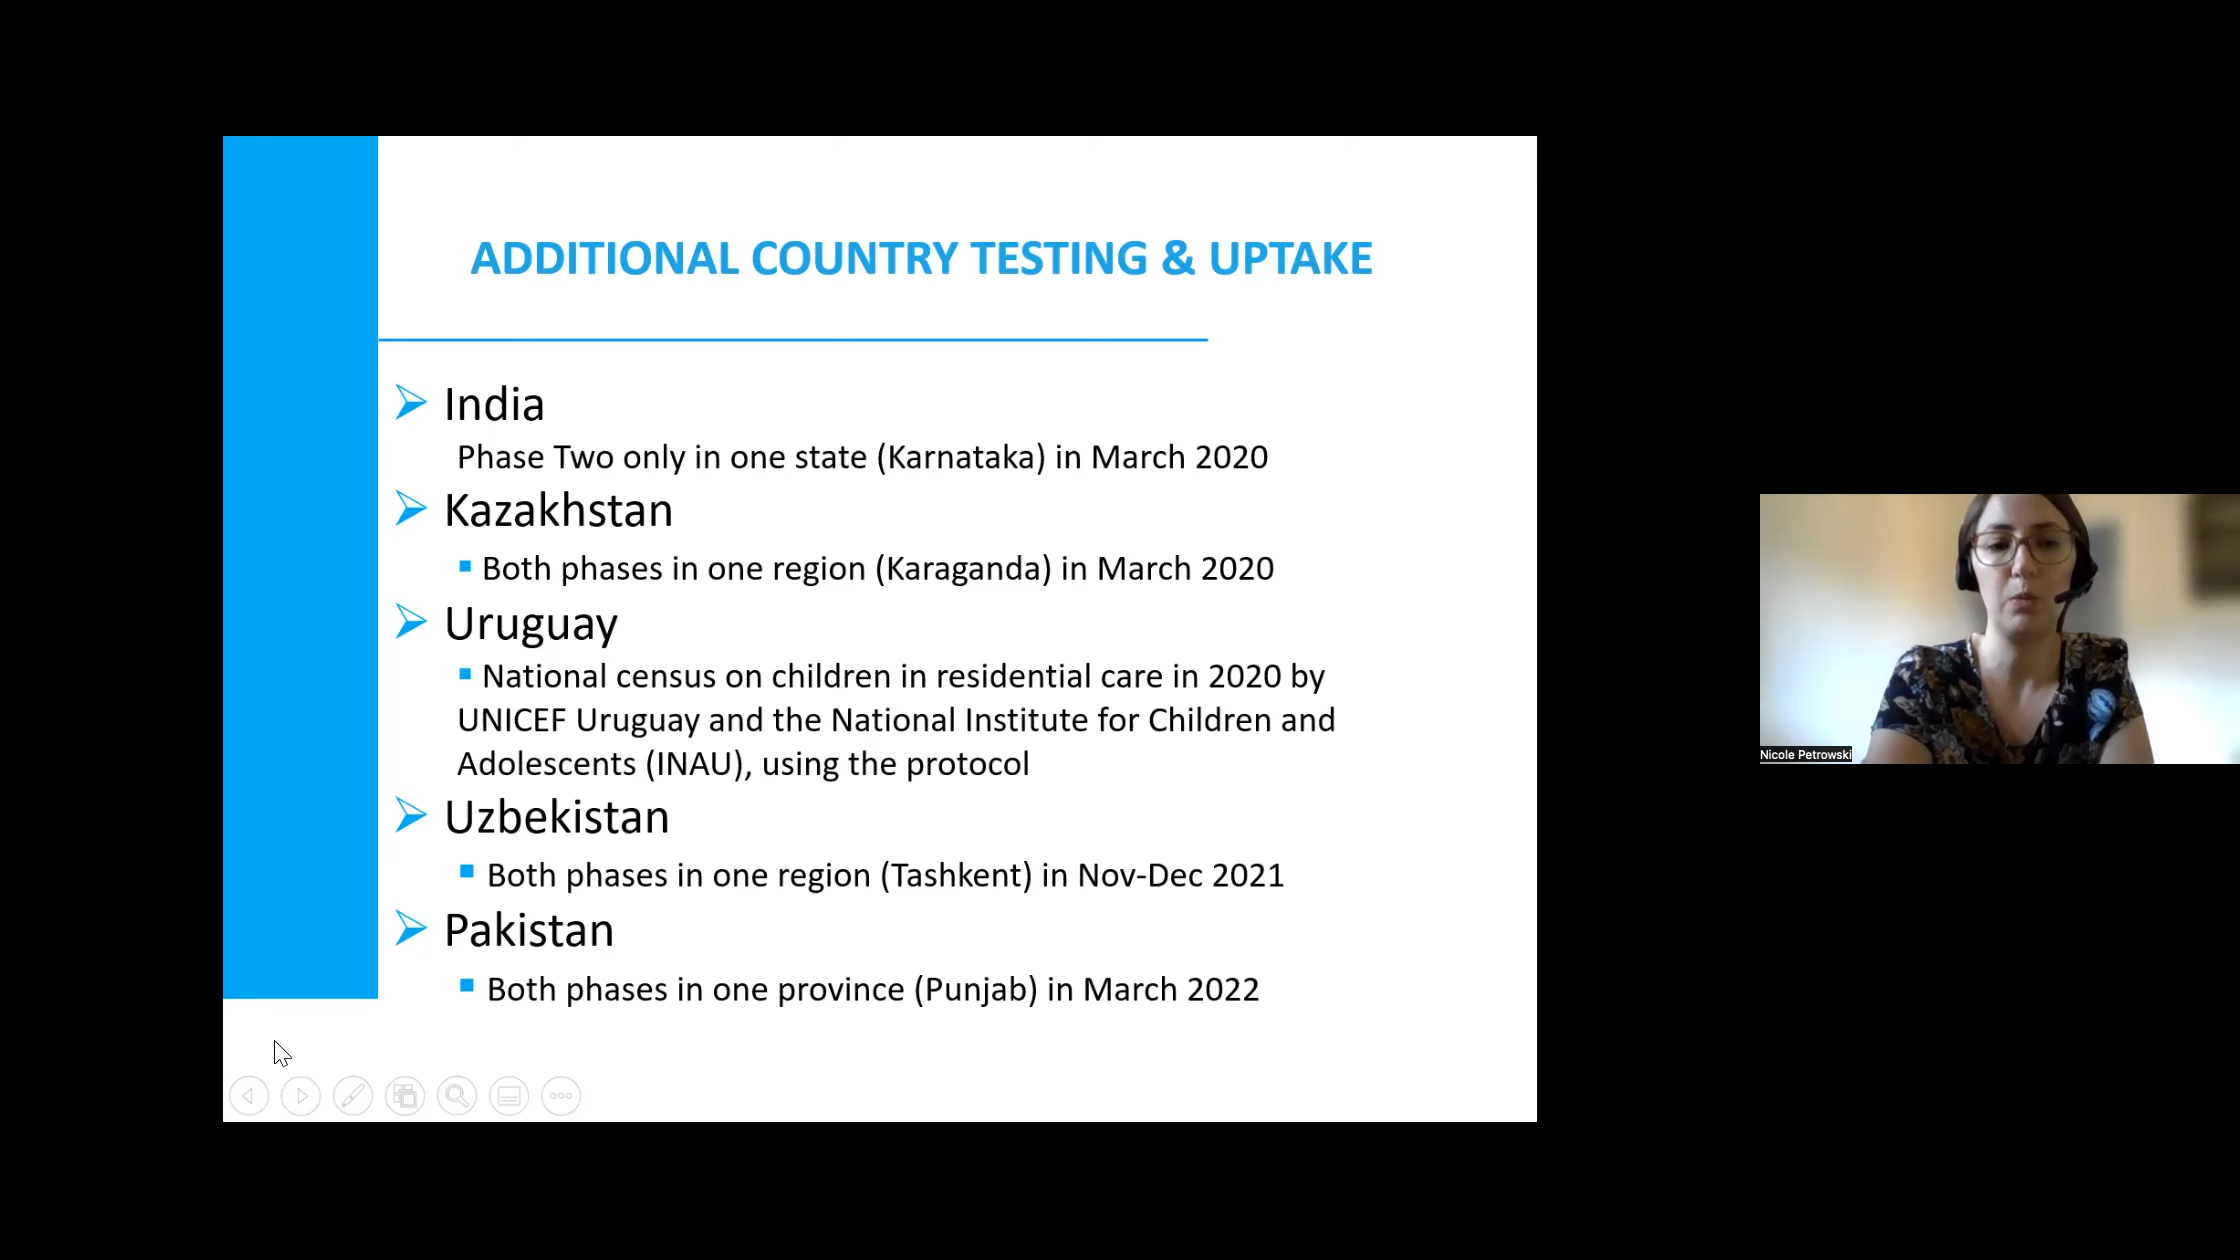 ADDITIONAL COUNTRY TESTING & UPTAKE
India
Phase Two only in one state (Karnataka) in March 2020
Kazakhstan
Both phases in one region (Karaganda) in March 2020
Uruguay
National census on children in residential care in 2020 by
UNICEF Uruguay and the National Institute for Children and
Adolescents (INAU), using the protocol
Uzbekistan
Both phases in one region (Tashkent) in Nov-Dec 2021
Pakistan
Both phases in one province (Punjab) in March 2022
Nicole Petrowski